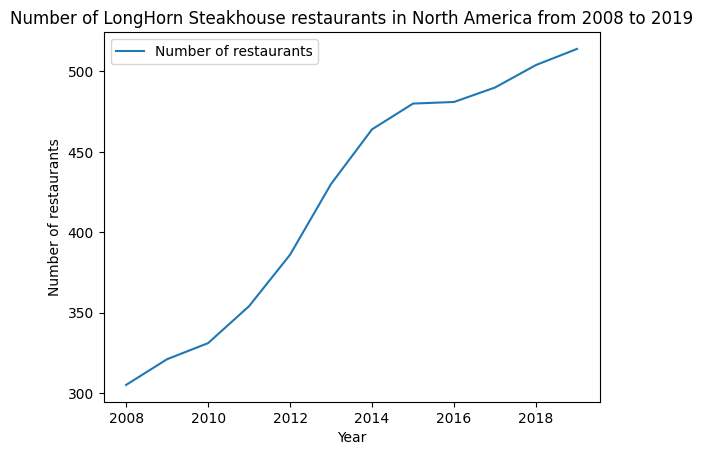 Number of LongHorn Steakhouse restaurants in North America from 2008 to 2019
Number of restaurants
500
450
400
350
300
Number of restaurants
2008 2010 2012 2014 2016 2018
Year